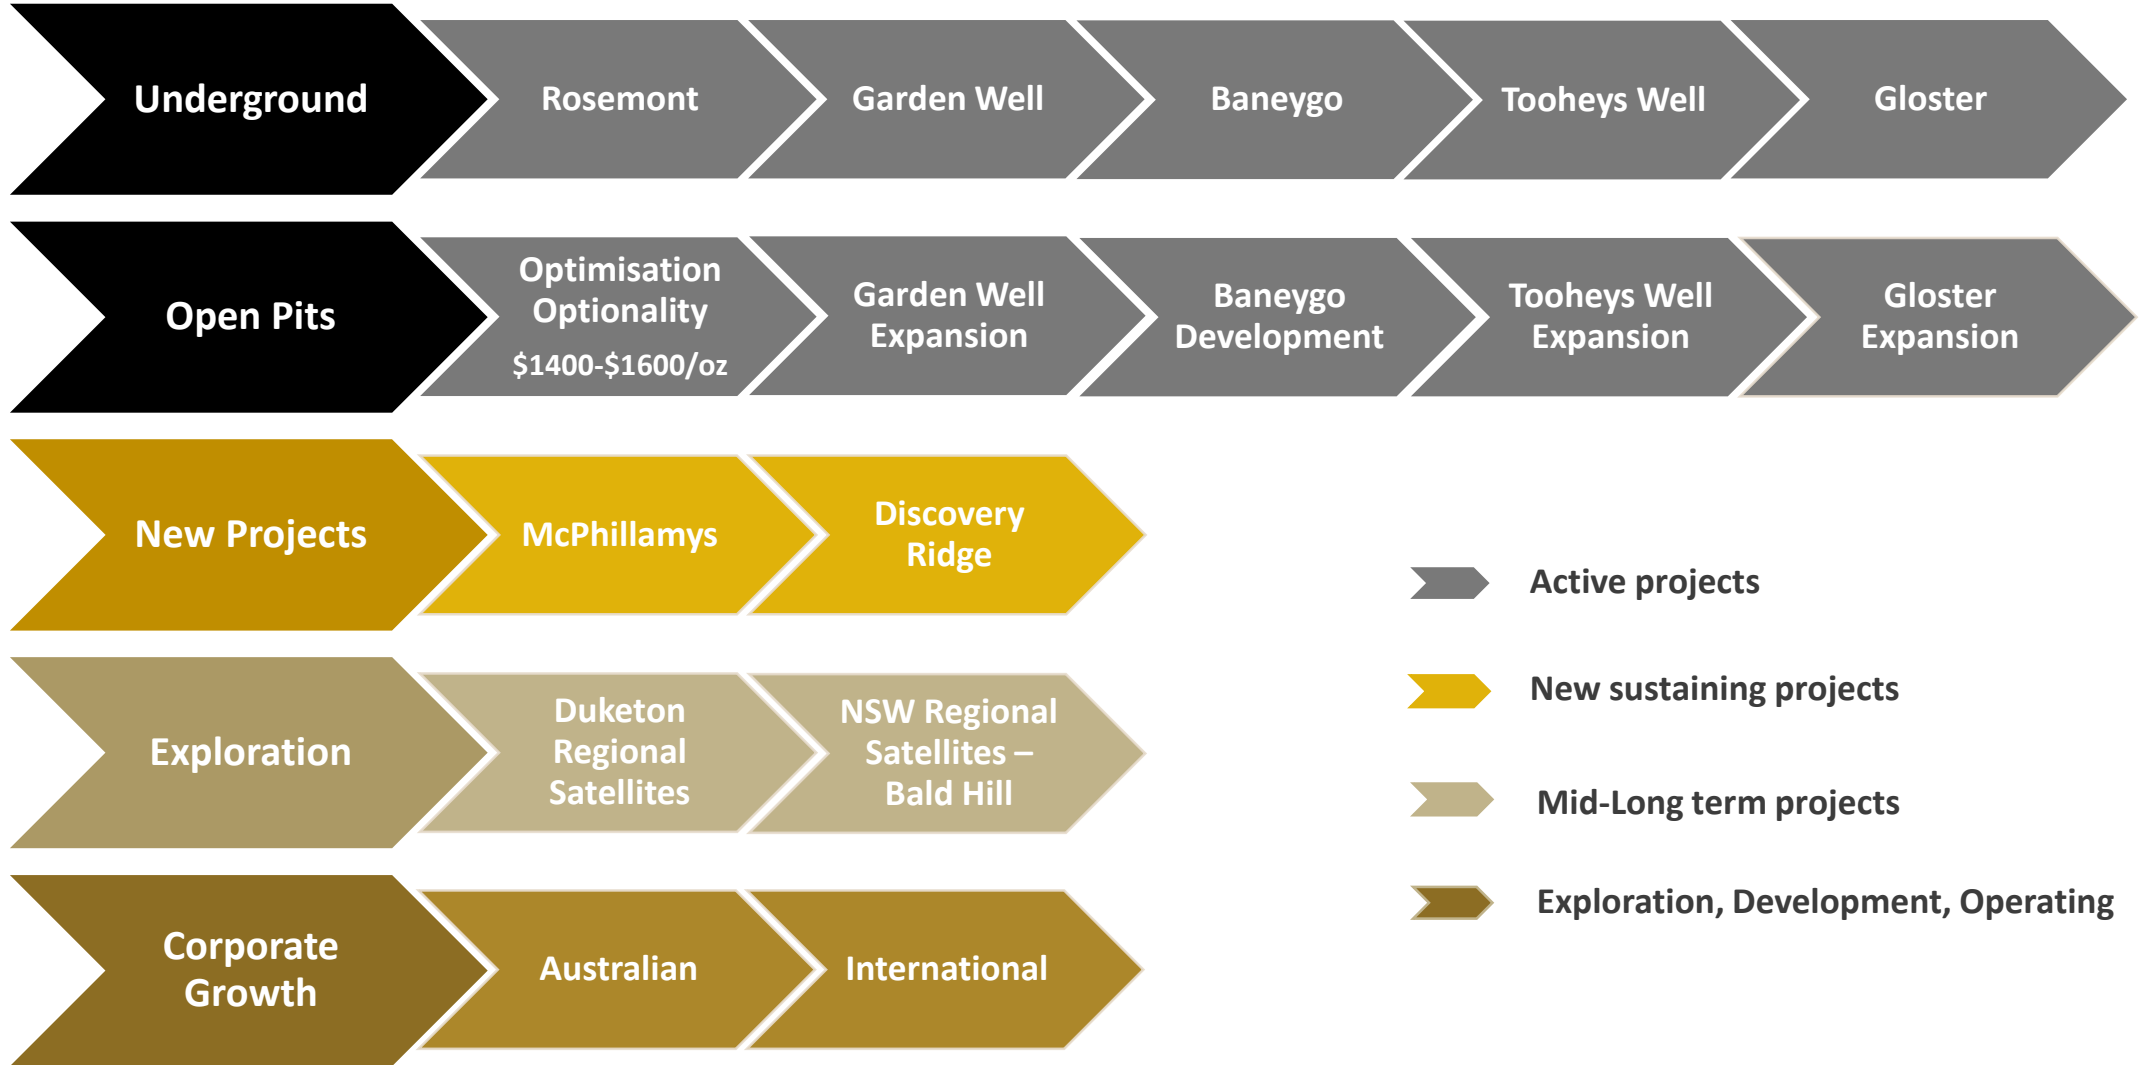 Underground
Rosemont
Garden Well
Baneygo
Tooheys Well
Gloster
Open Pits
Optimisation
Optionality
$1400-$1600/oz
Garden Well
Expansion
Baneygo
Development
Tooheys Well
Expansion
Gloster
Expansion
New Projects
McPhillamys
Discovery
Ridge
Exploration
Duketon
Regional
Satellites
NSW Regional
Satellites –
Bald Hill
Corporate
Growth
Australian
International
Active projects
New sustaining projects
Mid-Long term projects
Exploration, Development, Operating